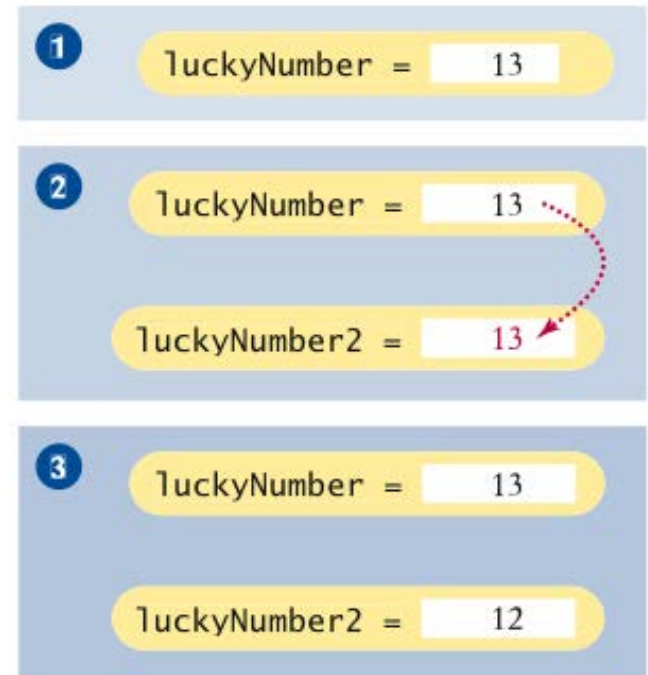 1
luckyNumber = 13
2
luckyNumber = 13
luckyNumber2 = 13
3
luckyNumber = 13
luckyNumber2 = 12